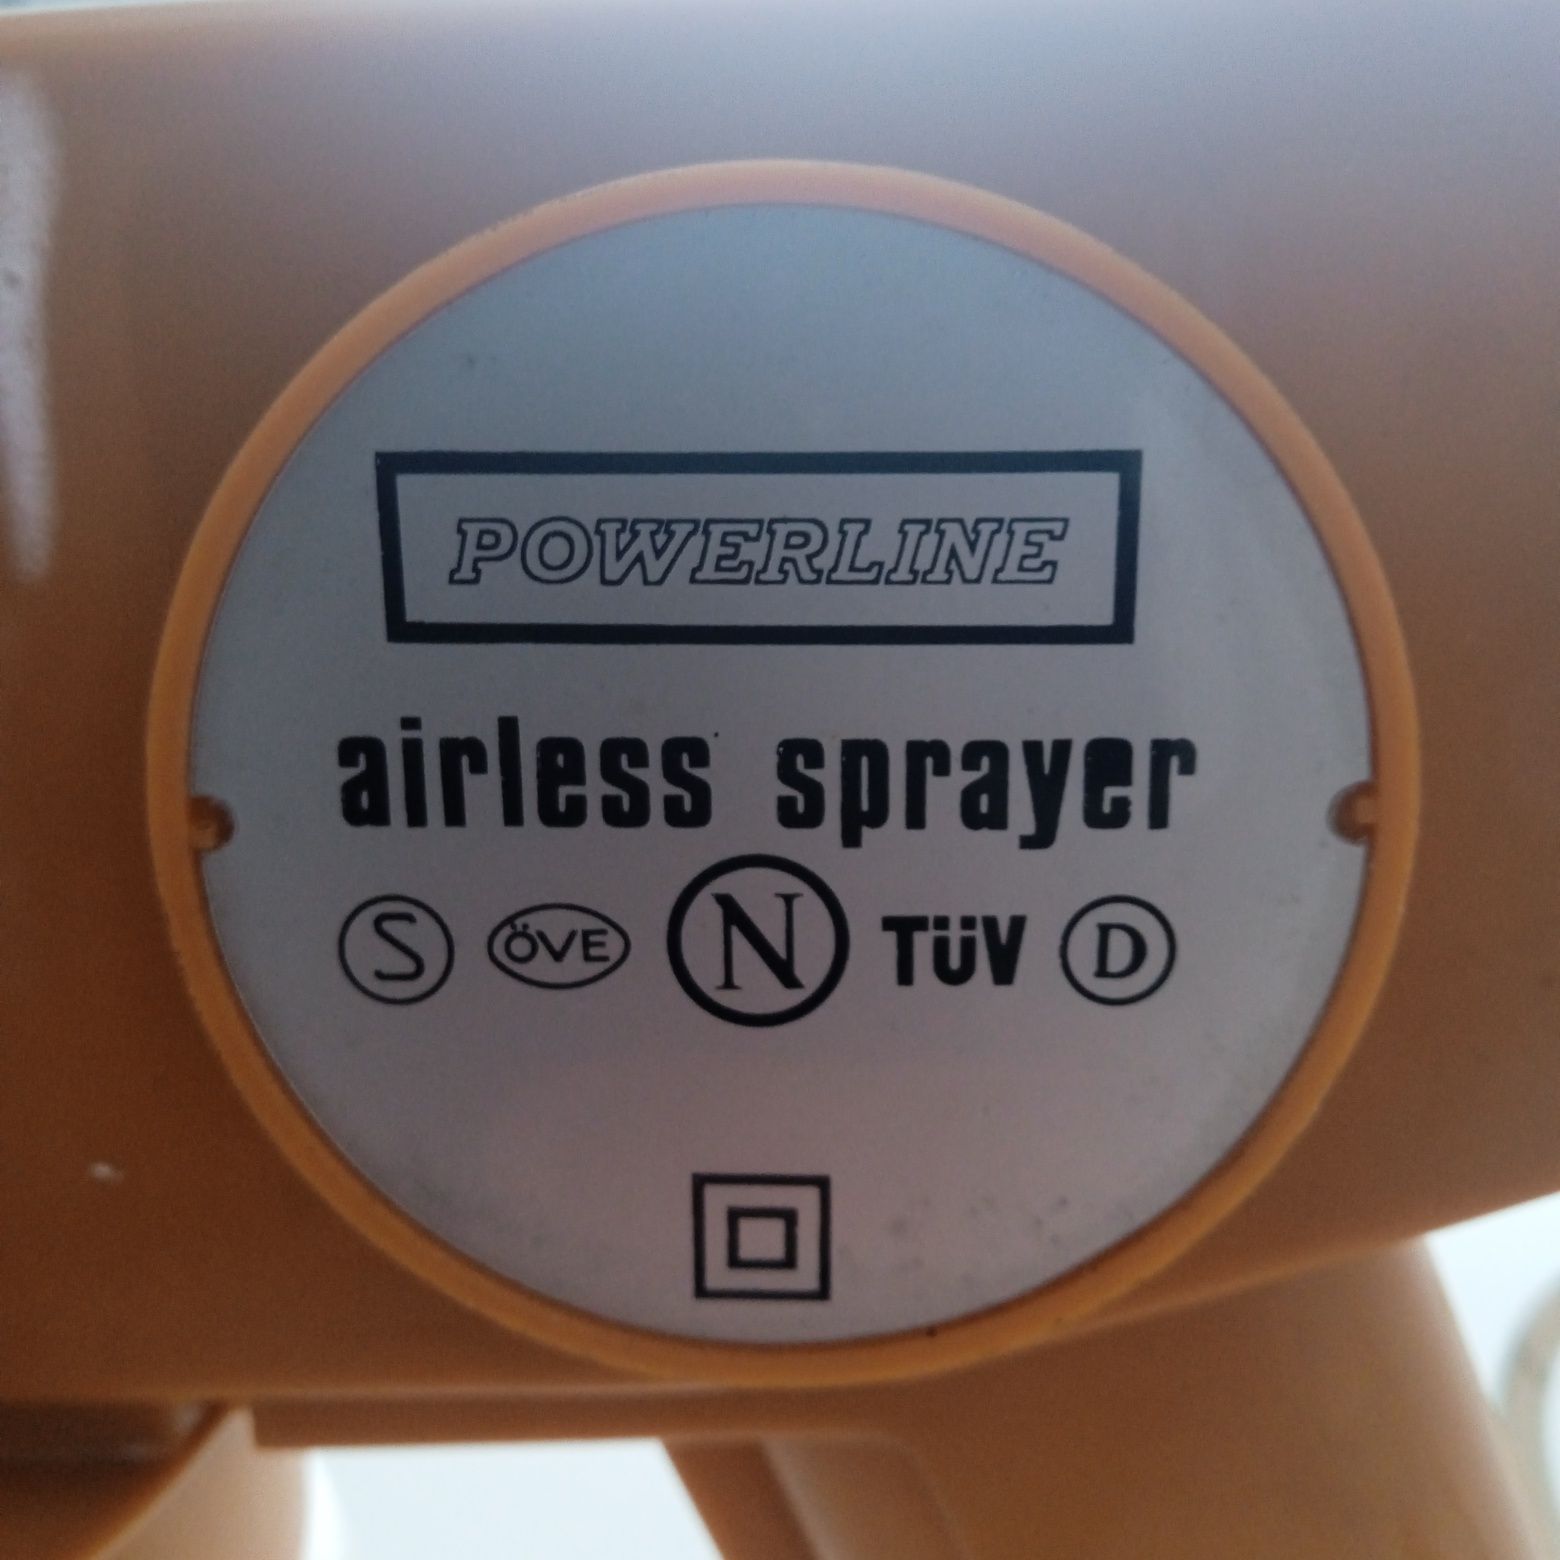 POWERLINE
airless sprayer
S ÖVE N TÜV D